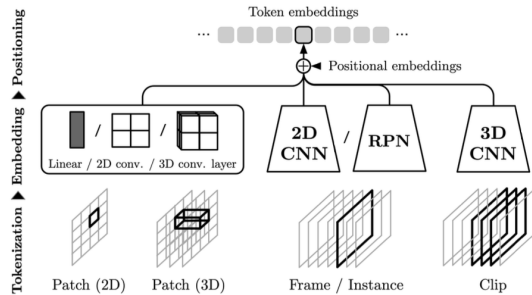 Token embeddings
... ...
Positional embeddings
Positioning
Embedding
Tokenization
/ /
Linear / 2D conv. / 3D conv. layer
2D
CNN
/
RPN
3D
CNN
Patch (2D) Patch (3D) Frame / Instance Clip